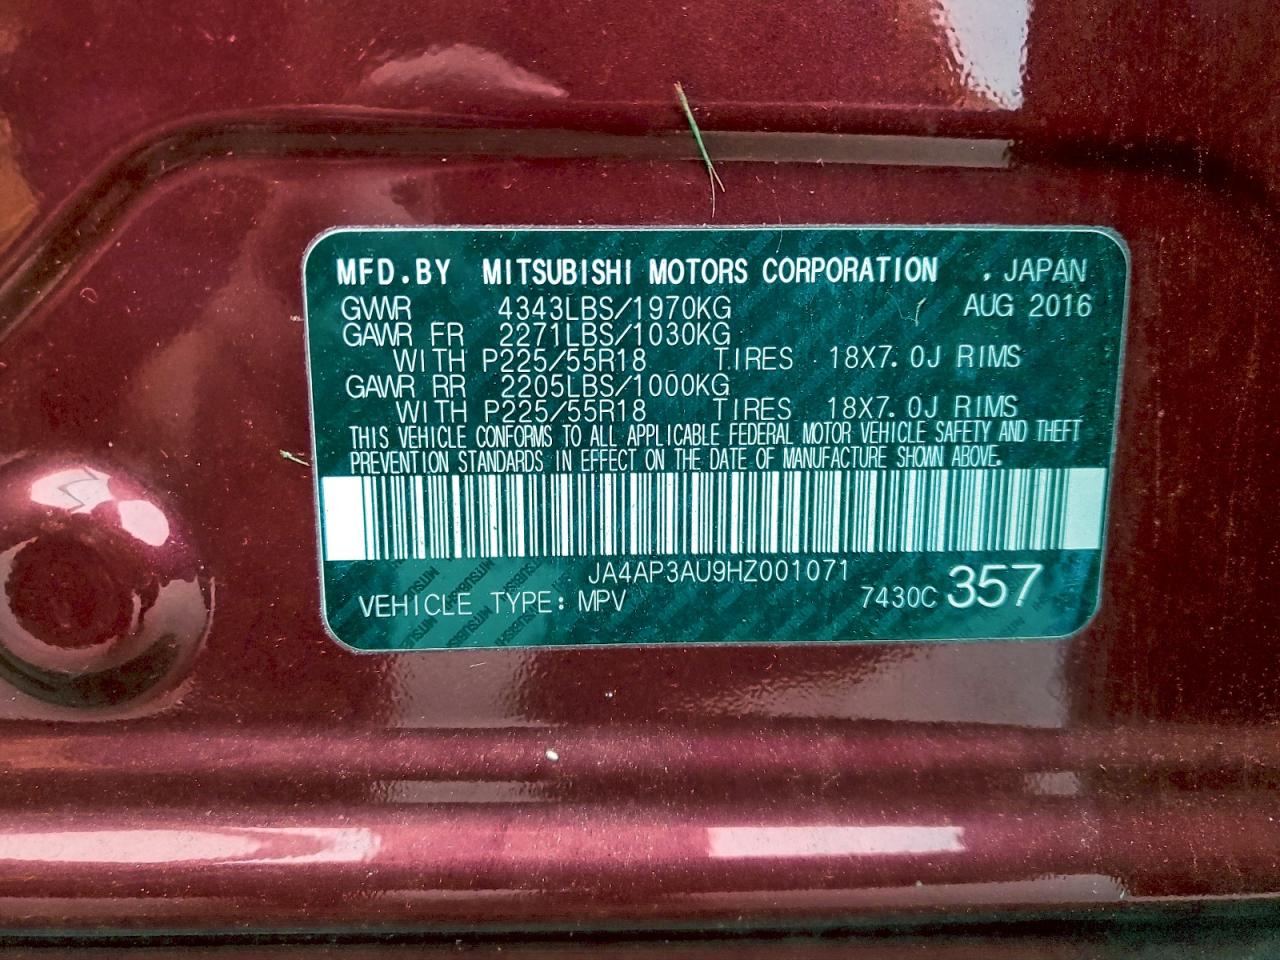 MFD.BY MITSUBISHI MOTORS CORPORATION , JAPAN
GVWR 4343LBS/1970KG AUG 2016
GAWR FR 2271LBS/1030KG
WITH P225/55R18 TIRES 18X7.0J RIMS
GAWR RR 2205LBS/1000KG
WITH P225/55R18 TIRES 18X7.0J RIMS
THIS VEHICLE CONFORMS TO ALL APPLICABLE FEDERAL MOTOR VEHICLE SAFETY AND THEFT
PREVENTION STANDARDS IN EFFECT ON THE DATE OF MANUFACTURE SHOWN ABOVE.
JA4AP3AU9HZ001071
VEHICLE TYPE: MPV 7430C 357